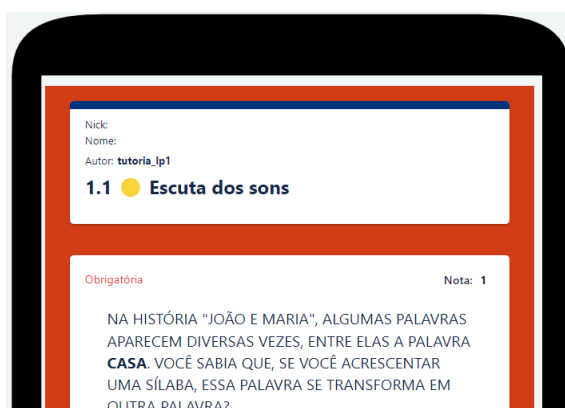 Nick:
Nome:
Autor: tutoria_lp1
1.1 Escuta dos sons
Obrigatória Nota: 1
NA HISTÓRIA "JOÃO E MARIA", ALGUMAS PALAVRAS
APARECEM DIVERSAS VEZES, ENTRE ELAS A PALAVRA
CASA. VOCÊ SABIA QUE, SE VOCÊ ACRESCENTAR
UMA SÍLABA, ESSA PALAVRA SE TRANSFORMA EM
OUTRA PALAVRA?